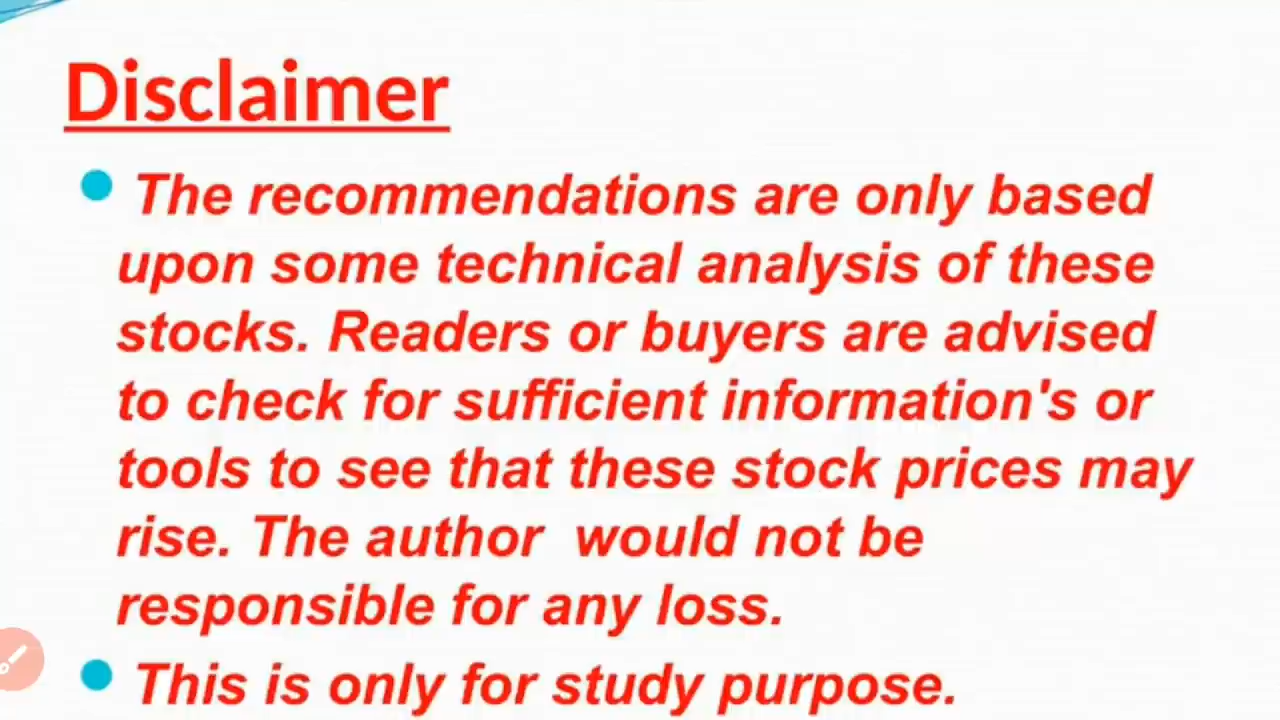 Disclaimer
The recommendations are only based
upon some technical analysis of these
stocks. Readers or buyers are advised
to check for sufficient information's or
tools to see that these stock prices may
rise. The author  would not be
responsible for any loss.
This is only for study purpose.